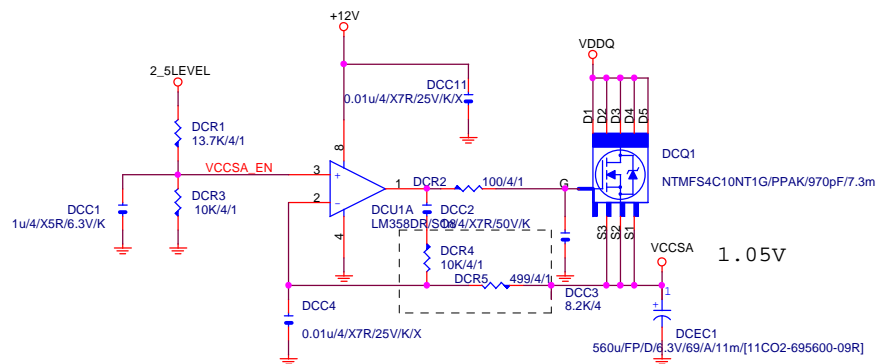 +12V
VDDQ
2_5LEVEL
DCC11
0.01u/4/X7R/25V/K/X
D1
D2
D3
D4
D5
DCR1
13.7K/4/1
DCQ1
VCCSA_EN
3
8
+
1
DCR2
100/4/1
G
NTMFS4C10NT1G/PPAK/970pF/7.3m
DCR3
10K/4/1
2
−
DCC1
1u/4/X5R/6.3V/K
DCU1A
LM358DR/SO8
DCC2
1n/4/X7R/50V/K
4
S3
S2
S1
VCCSA
1.05V
DCR4
10K/4/1
DCR5
499/4/1
DCC3
8.2K/4
1
+
DCC4
0.01u/4/X7R/25V/K/X
DCEC1
560u/FP/D/6.3V/69/A/11m/[11CO2-695600-09R]